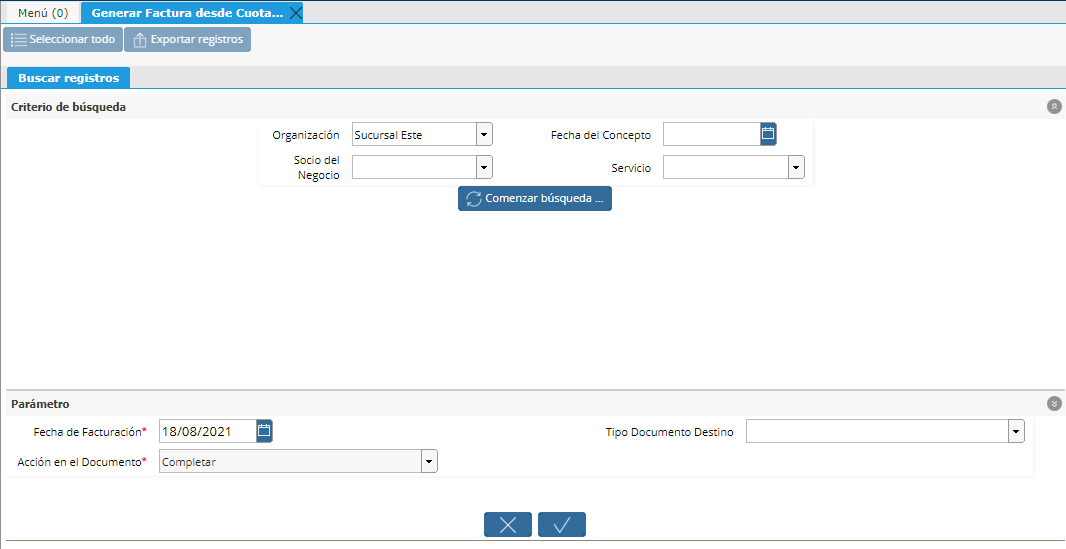 Menú (0)
Generar Factura desde Cuota...
Seleccionar todo
Exportar registros
Buscar registros
Criterio de búsqueda
Organización
Sucursal Este
Fecha del Concepto
Socio del
Negocio
Servicio
Comenzar búsqueda ...
Parámetro
Fecha de Facturación*
18/08/2021
Tipo Documento Destino
Acción en el Documento*
Completar